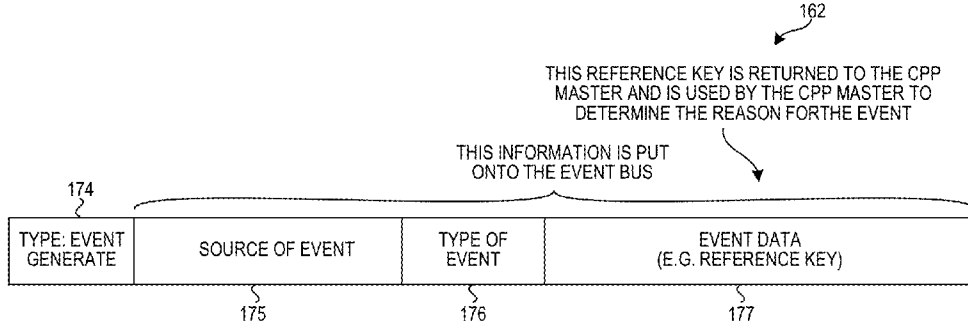 162
THIS REFERENCE KEY IS RETURNED TO THE CPP
MASTER AND IS USED BY THE CPP MASTER TO
DETERMINE THE REASON FORTHE EVENT
THIS INFORMATION IS PUT
ONTO THE EVENT BUS
174
TYPE: EVENT
GENERATE
SOURCE OF EVENT
TYPE OF
EVENT
EVENT DATA
(E.G. REFERENCE KEY)
175
176
177